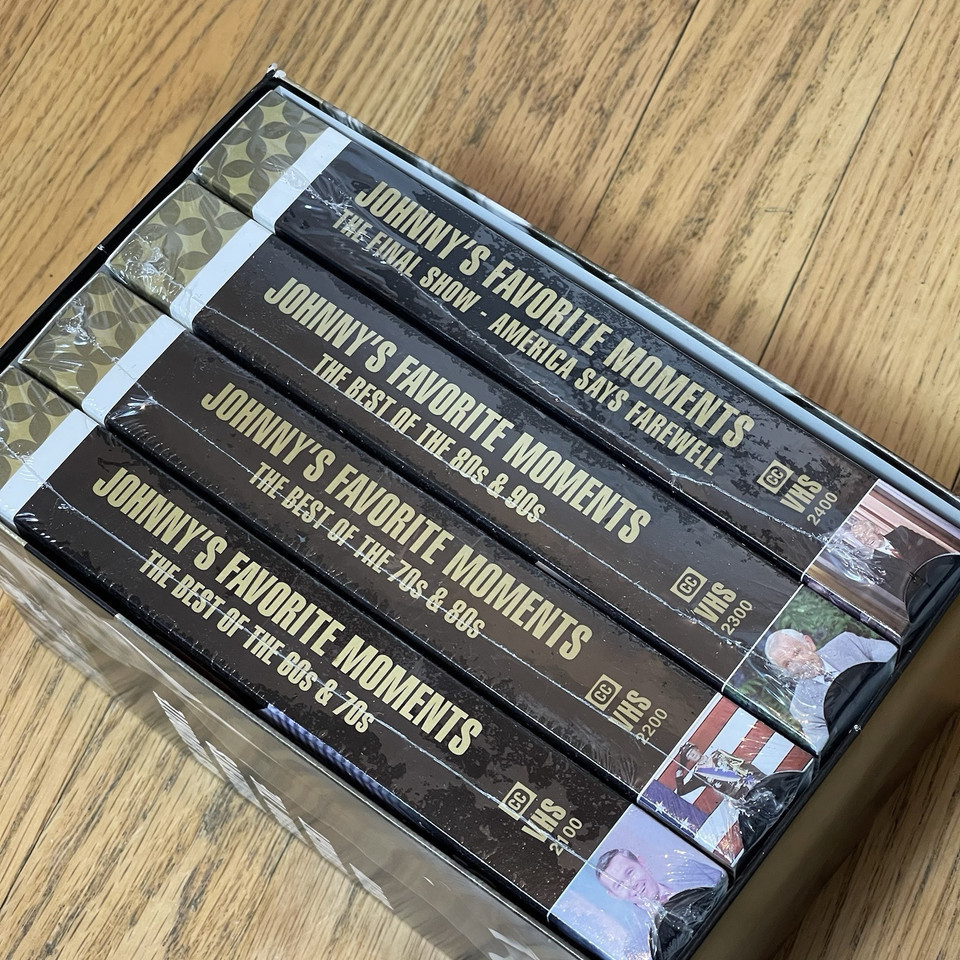 JOHNNY'S FAVORITE MOMENTS
THE FINAL SHOW - AMERICA SAYS FAREWELL
CC
VHS
2400
JOHNNY'S FAVORITE MOMENTS
THE BEST OF THE 80s & 90s
CC
VHS
2300
JOHNNY'S FAVORITE MOMENTS
THE BEST OF THE 70s & 80s
CC
VHS
2200
JOHNNY'S FAVORITE MOMENTS
THE BEST OF THE 60s & 70s
CC
VHS
2100